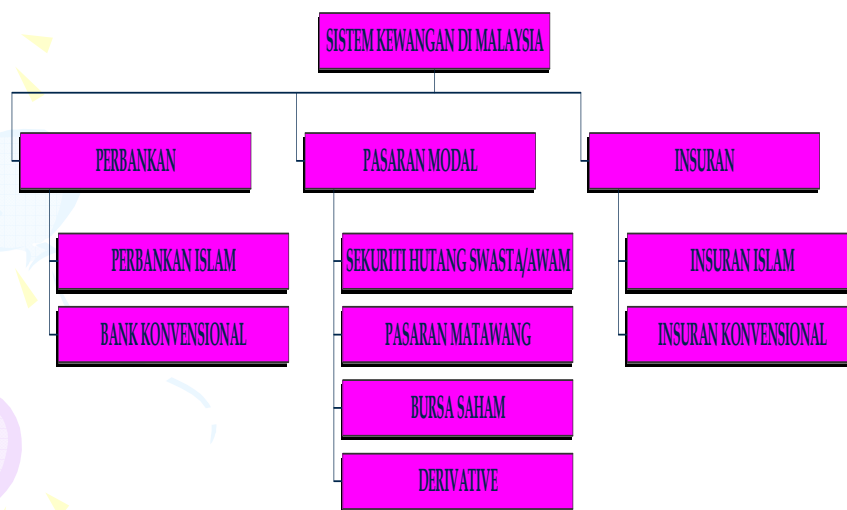 SISTEM KEWANGAN DI MALAYSIA
PERBANKAN
PASARAN MODAL
INSURAN
PERBANKAN ISLAM
SEKURITI HUTANG SWASTA/AWAM
INSURAN ISLAM
BANK KONVENSIONAL
PASARAN MATAWANG
INSURAN KONVENSIONAL
BURSA SAHAM
DERIVATIVE